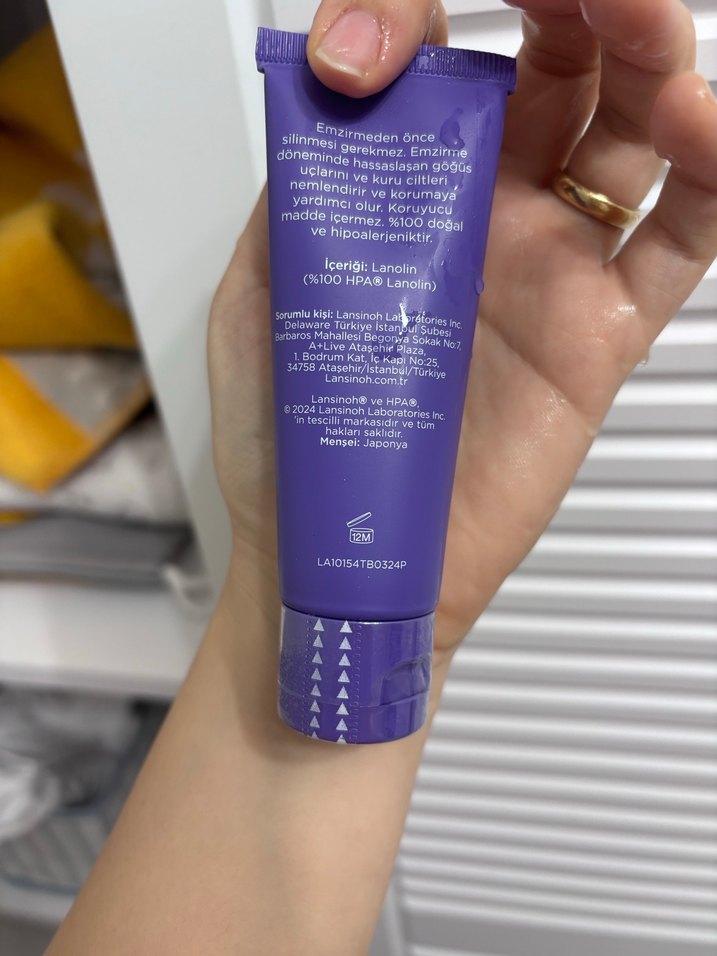 Emzirmeden önce
silinmesi gerekmez. Emzirme
döneminde hassaslaşan göğüs
uçlarını ve kuru ciltleri
nemlendirir ve korumaya
yardımcı olur. Koruyucu
madde içermez. %100 doğal
ve hipoalerjeniktir.
İçeriği: Lanolin
(%100 HPA® Lanolin)
Sorumlu kişi: Lansinoh Laboratories Inc.
Delaware Türkiye İstanbul Şubesi
Barbaros Mahallesi Begonya Sokak No:7,
A+Live Ataşehir Plaza,
1. Bodrum Kat, İç Kapı No:25,
34758 Ataşehir/İstanbul/Türkiye
Lansinoh.com.tr
Lansinoh® ve HPA®,
© 2024 Lansinoh Laboratories Inc.
'in tescilli markasıdır ve tüm
hakları saklıdır.
Menşei: Japonya
12M
LA10154TB0324P